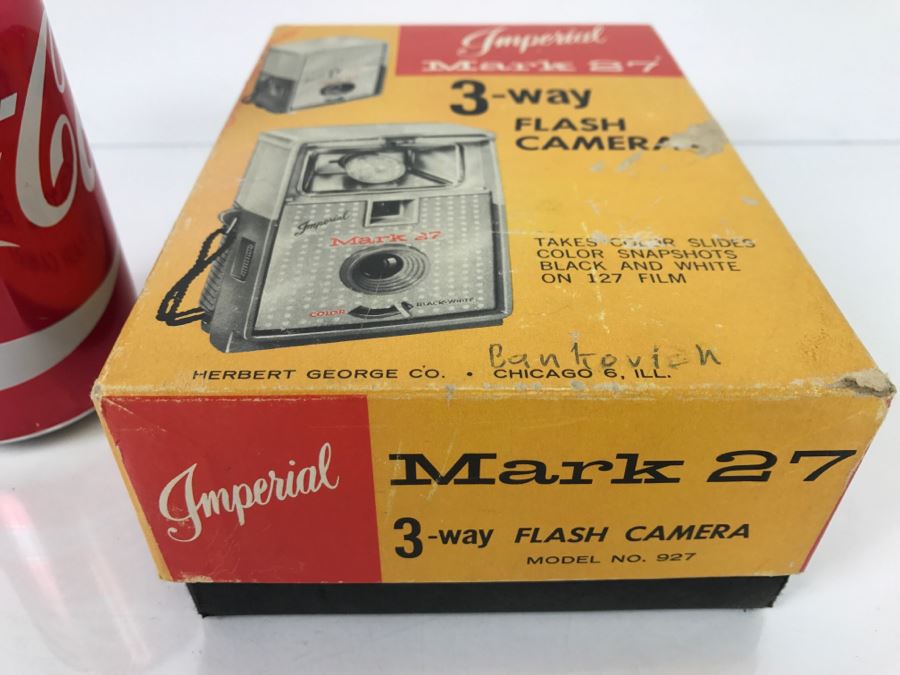 Imperial
Mark 27
3-way
FLASH
CAMERA
Imperial
Mark 27
COLOR
BLACK-WHITE
TAKES COLOR SLIDES
COLOR SNAPSHOTS
BLACK AND WHITE
ON 127 FILM
Bankovich
HERBERT GEORGE CO. • CHICAGO 6, ILL.
Imperial
Mark 27
3-way FLASH CAMERA
MODEL NO. 927